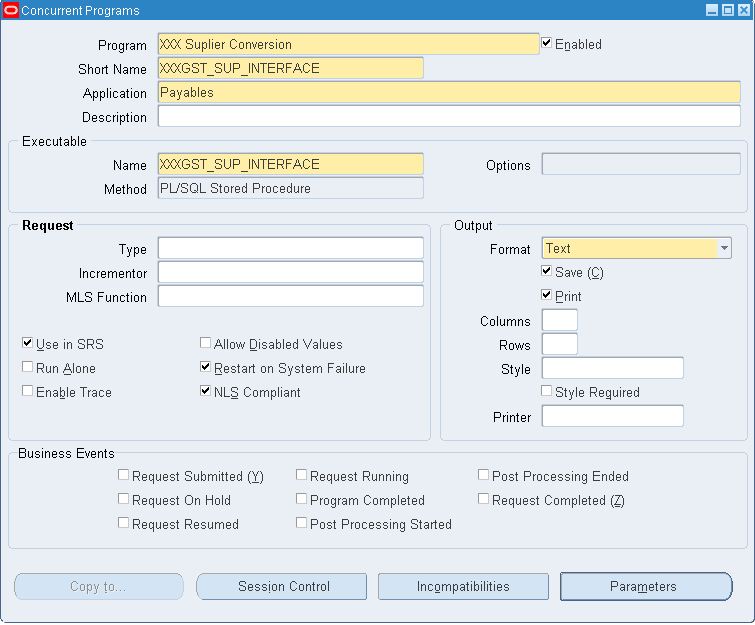 Concurrent Programs
Program XXX Suplier Conversion Enabled
Short Name XXXGST_SUP_INTERFACE
Application Payables
Description
Executable
Name XXXGST_SUP_INTERFACE Options
Method PL/SQL Stored Procedure
Request Output
Type Format Text
Incrementor Save (C)
MLS Function Print
Columns
Use in SRS Allow Disabled Values Rows
Run Alone Restart on System Failure Style
Enable Trace NLS Compliant Style Required
Printer
Business Events
Request Submitted (Y) Request Running Post Processing Ended
Request On Hold Program Completed Request Completed (Z)
Request Resumed Post Processing Started
Copy to... Session Control Incompatibilities Parameters